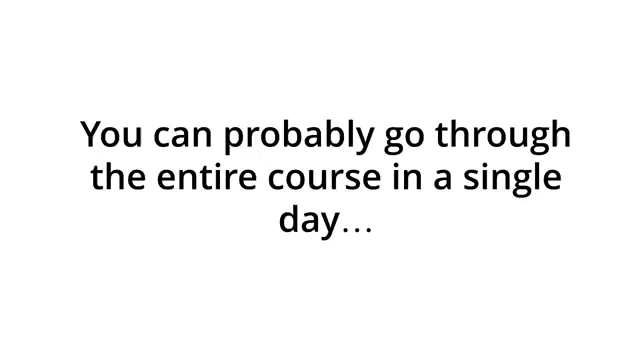 You can probably go through
the entire course in a single
day…